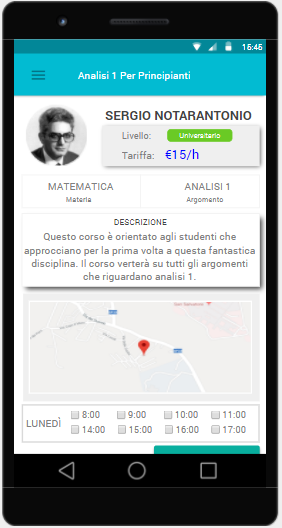 15:45
Analisi 1 Per Principianti
SERGIO NOTARANTONIO
Livello: Universitario
Tariffa: €15/h
MATEMATICA ANALISI 1
Materia Argomento
DESCRIZIONE
Questo corso è orientato agli studenti che
approcciano per la prima volta a questa fantastica
disciplina. Il corso verterà su tutti gli argomenti
che riguardano analisi 1.
LUNEDÌ
8:00 9:00 10:00 11:00
14:00 15:00 16:00 17:00